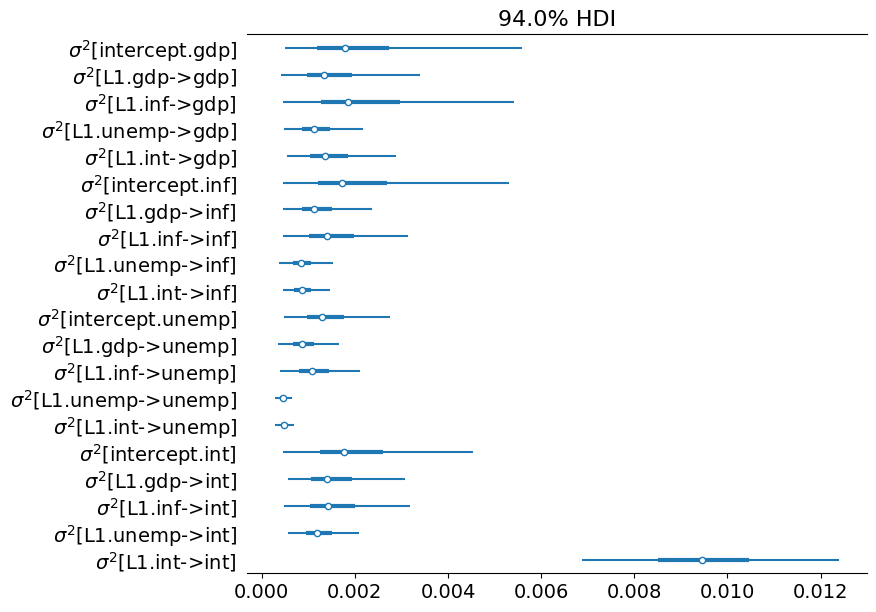 94.0% HDI
σ²[intercept.gdp]
σ²[L1.gdp->gdp]
σ²[L1.inf->gdp]
σ²[L1.unemp->gdp]
σ²[L1.int->gdp]
σ²[intercept.inf]
σ²[L1.gdp->inf]
σ²[L1.inf->inf]
σ²[L1.unemp->inf]
σ²[L1.int->inf]
σ²[intercept.unemp]
σ²[L1.gdp->unemp]
σ²[L1.inf->unemp]
σ²[L1.unemp->unemp]
σ²[L1.int->unemp]
σ²[intercept.int]
σ²[L1.gdp->int]
σ²[L1.inf->int]
σ²[L1.unemp->int]
σ²[L1.int->int]
0.000 0.002 0.004 0.006 0.008 0.010 0.012